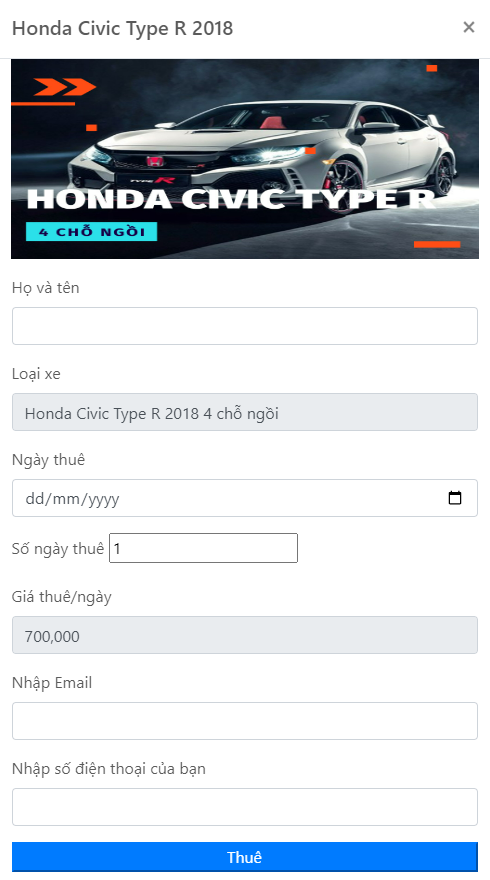 Honda Civic Type R 2018
×
TYPE R
HONDA CIVIC TYPE R
4 CHỖ NGỒI
Họ và tên
Loại xe
Honda Civic Type R 2018 4 chỗ ngồi
Ngày thuê
dd/mm/yyyy
Số ngày thuê 1
Giá thuê/ngày
700,000
Nhập Email
Nhập số điện thoại của bạn
Thuê